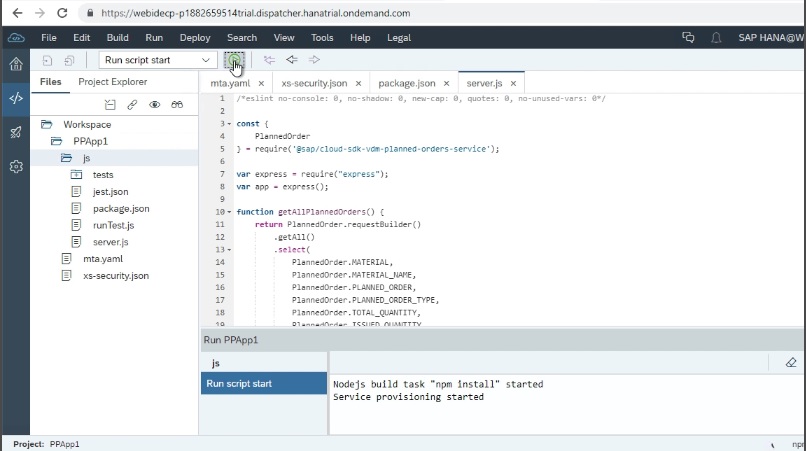 https://webidecp-p1882659514trial.dispatcher.hanatrial.ondemand.com
File Edit Build Run Deploy Search View Tools Help Legal SAP HANA@W
Run script start
Files Project Explorer
mta.yaml × xs-security.json × package.json × server.js ×
Workspace
PPApp1
js
tests
jest.json
package.json
runTest.js
server.js
mta.yaml
xs-security.json
1 /*eslint no-console: 0, no-shadow: 0, new-cap: 0, quotes: 0, no-unused-vars: 0*/
2
3 const {
4 PlannedOrder
5 } = require('@sap/cloud-sdk-vdm-planned-orders-service');
6
7 var express = require("express");
8 var app = express();
9
10 function getAllPlannedOrders() {
11 return PlannedOrder.requestBuilder()
12 .getAll()
13 .select(
14 PlannedOrder.MATERIAL,
15 PlannedOrder.MATERIAL_NAME,
16 PlannedOrder.PLANNED_ORDER,
17 PlannedOrder.PLANNED_ORDER_TYPE,
18 PlannedOrder.TOTAL_QUANTITY,
19 PlannedOrder.ISSUED_QUANTITY
Run PPApp1
js
Run script start
Nodejs build task "npm install" started
Service provisioning started
Project: PPApp1
npm